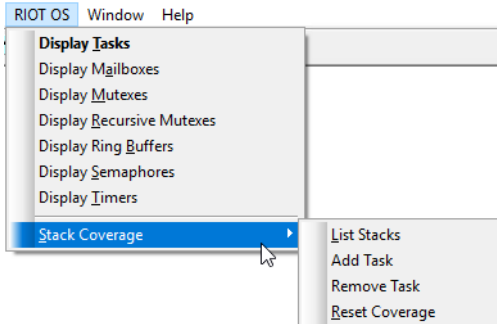 RIOT OS Window Help
Display Tasks
Display Mailboxes
Display Mutexes
Display Recursive Mutexes
Display Ring Buffers
Display Semaphores
Display Timers
Stack Coverage
List Stacks
Add Task
Remove Task
Reset Coverage